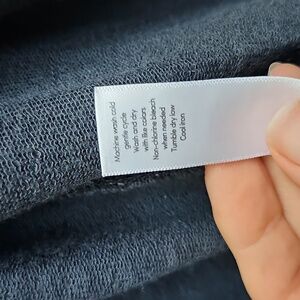 Machine wash cold
gentle cycle
Wash and dry
with like colors
Non-chlorine bleach
when needed
Tumble dry low
Cool Iron